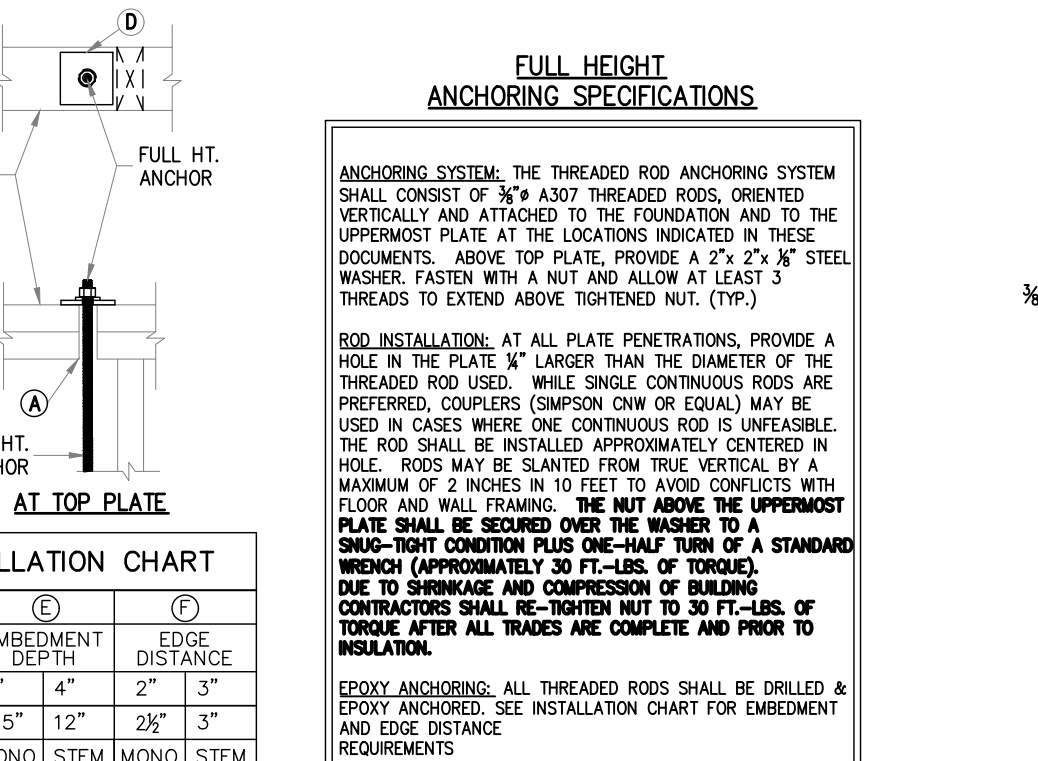 D
X
FULL HT.
ANCHOR
A
HT.
AT TOP PLATE
FULL HEIGHT
ANCHORING SPECIFICATIONS
ANCHORING SYSTEM: THE THREADED ROD ANCHORING SYSTEM
SHALL CONSIST OF ⅜"ø A307 THREADED RODS, ORIENTED
VERTICALLY AND ATTACHED TO THE FOUNDATION AND TO THE
UPPERMOST PLATE AT THE LOCATIONS INDICATED IN THESE
DOCUMENTS. ABOVE TOP PLATE, PROVIDE A 2"x 2"x ⅛" STEEL
WASHER. FASTEN WITH A NUT AND ALLOW AT LEAST 3
THREADS TO EXTEND ABOVE TIGHTENED NUT. (TYP.)
ROD INSTALLATION: AT ALL PLATE PENETRATIONS, PROVIDE A
HOLE IN THE PLATE ¼" LARGER THAN THE DIAMETER OF THE
THREADED ROD USED. WHILE SINGLE CONTINUOUS RODS ARE
PREFERRED, COUPLERS (SIMPSON CNW OR EQUAL) MAY BE
USED IN CASES WHERE ONE CONTINUOUS ROD IS UNFEASIBLE.
THE ROD SHALL BE INSTALLED APPROXIMATELY CENTERED IN
HOLE. RODS MAY BE SLANTED FROM TRUE VERTICAL BY A
MAXIMUM OF 2 INCHES IN 10 FEET TO AVOID CONFLICTS WITH
FLOOR AND WALL FRAMING. THE NUT ABOVE THE UPPERMOST
PLATE SHALL BE SECURED OVER THE WASHER TO A
SNUG-TIGHT CONDITION PLUS ONE-HALF TURN OF A STANDARD
WRENCH (APPROXIMATELY 30 FT.-LBS. OF TORQUE).
DUE TO SHRINKAGE AND COMPRESSION OF BUILDING
CONTRACTORS SHALL RE-TIGHTEN NUT TO 30 FT.-LBS. OF
TORQUE AFTER ALL TRADES ARE COMPLETE AND PRIOR TO
INSULATION.
EPOXY ANCHORING: ALL THREADED RODS SHALL BE DRILLED &
EPOXY ANCHORED. SEE INSTALLATION CHART FOR EMBEDMENT
AND EDGE DISTANCE
REQUIREMENTS
LLATION CHART
E F
MBEDMENT EDGE
DEPTH DISTANCE
" 4" 2" 3"
5" 12" 2½" 3"
ONO STEM MONO STEM
⅜